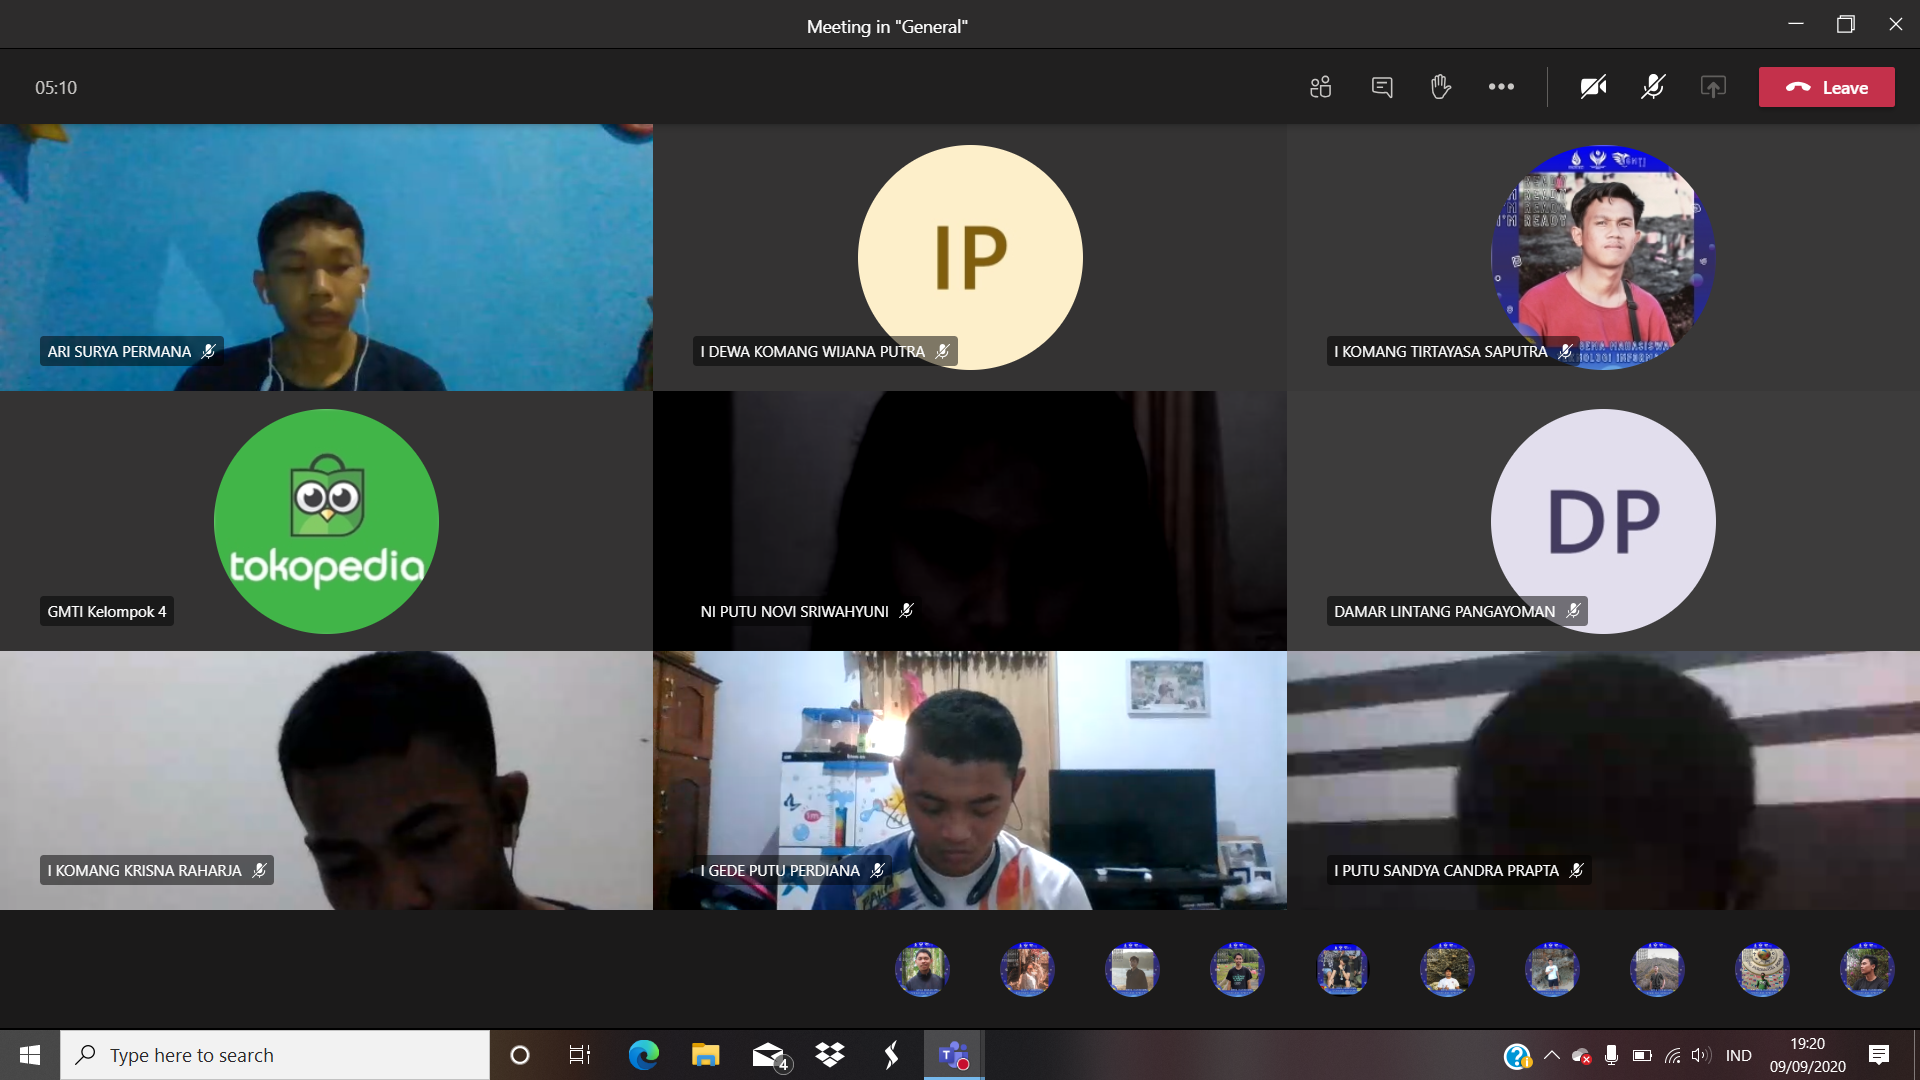 Meeting in "General"
05:10
Leave
ARI SURYA PERMANA
IP
I DEWA KOMANG WIJANA PUTRA
I'M READY
I KOMANG TIRTAYASA SAPUTRA
tokopedia
GMTI Kelompok 4
NI PUTU NOVI SRIWAHYUNI
DP
DAMAR LINTANG PANGAYOMAN
I KOMANG KRISNA RAHARJA
I GEDE PUTU PERDIANA
I PUTU SANDYA CANDRA PRAPTA
Type here to search
4
IND
19:20
09/09/2020